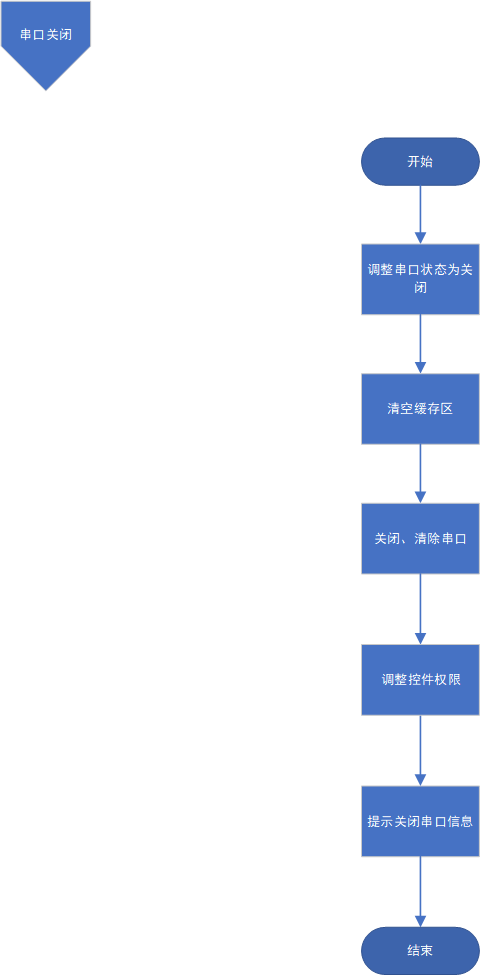 串口关闭
开始
调整串口状态为关
闭
清空缓存区
关闭、清除串口
调整控件权限
提示关闭串口信息
结束